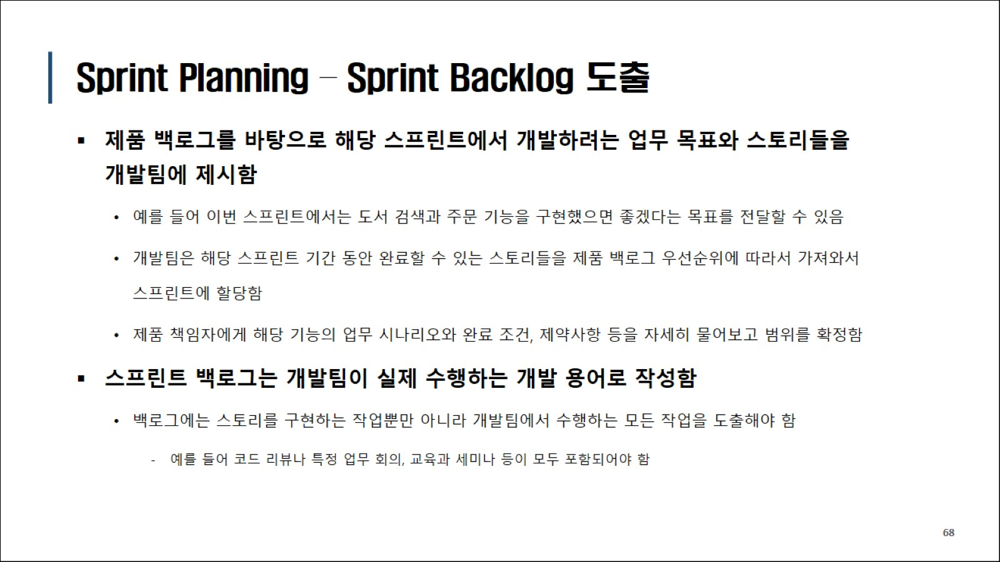 Sprint Planning – Sprint Backlog 도출
▪ 제품 백로그를 바탕으로 해당 스프린트에서 개발하려는 업무 목표와 스토리들을
개발팀에 제시함
• 예를 들어 이번 스프린트에서는 도서 검색과 주문 기능을 구현했으면 좋겠다는 목표를 전달할 수 있음
• 개발팀은 해당 스프린트 기간 동안 완료할 수 있는 스토리들을 제품 백로그 우선순위에 따라서 가져와서
스프린트에 할당함
• 제품 책임자에게 해당 기능의 업무 시나리오와 완료 조건, 제약사항 등을 자세히 물어보고 범위를 확정함
▪ 스프린트 백로그는 개발팀이 실제 수행하는 개발 용어로 작성함
• 백로그에는 스토리를 구현하는 작업뿐만 아니라 개발팀에서 수행하는 모든 작업을 도출해야 함
- 예를 들어 코드 리뷰나 특정 업무 회의, 교육과 세미나 등이 모두 포함되어야 함
68